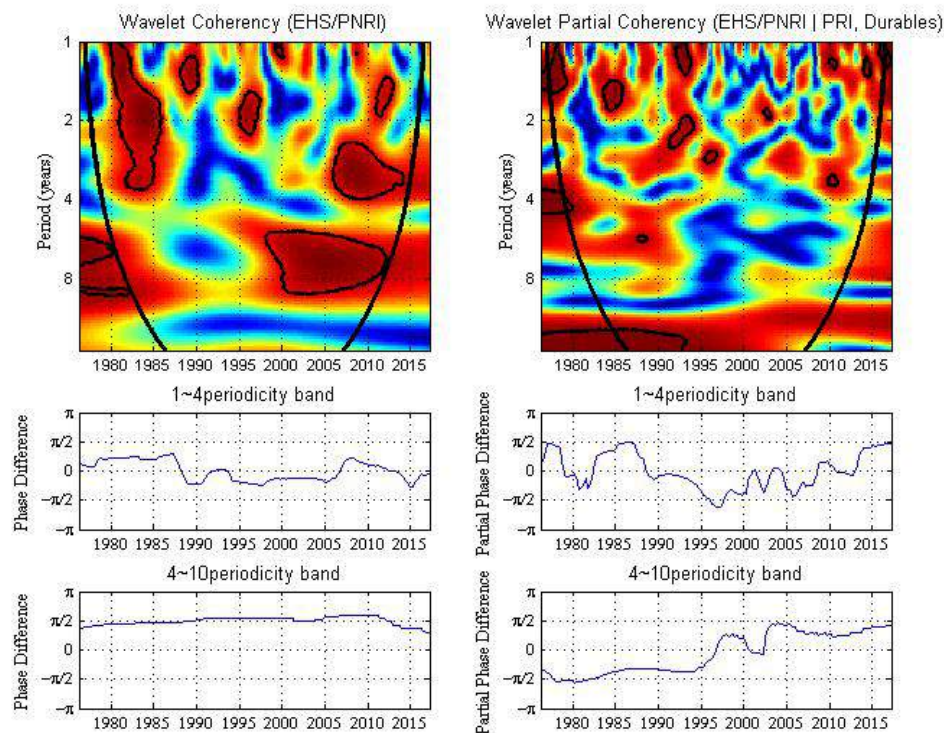 Wavelet Coherency (EHS/PNRI)
1
2
4
8
Period (years)
1980 1985 1990 1995 2000 2005 2010 2015
Wavelet Partial Coherency (EHS/PNRI | PRI, Durables)
1
2
4
8
Period (years)
1980 1985 1990 1995 2000 2005 2010 2015
1~4periodicity band
π
π/2
0
−π/2
−π
Phase Difference
1980 1985 1990 1995 2000 2005 2010 2015
1~4periodicity band
π
π/2
0
−π/2
−π
Partial Phase Difference
1980 1985 1990 1995 2000 2005 2010 2015
4~10periodicity band
π
π/2
0
−π/2
−π
Phase Difference
1980 1985 1990 1995 2000 2005 2010 2015
4~10periodicity band
π
π/2
0
−π/2
−π
Partial Phase Difference
1980 1985 1990 1995 2000 2005 2010 2015